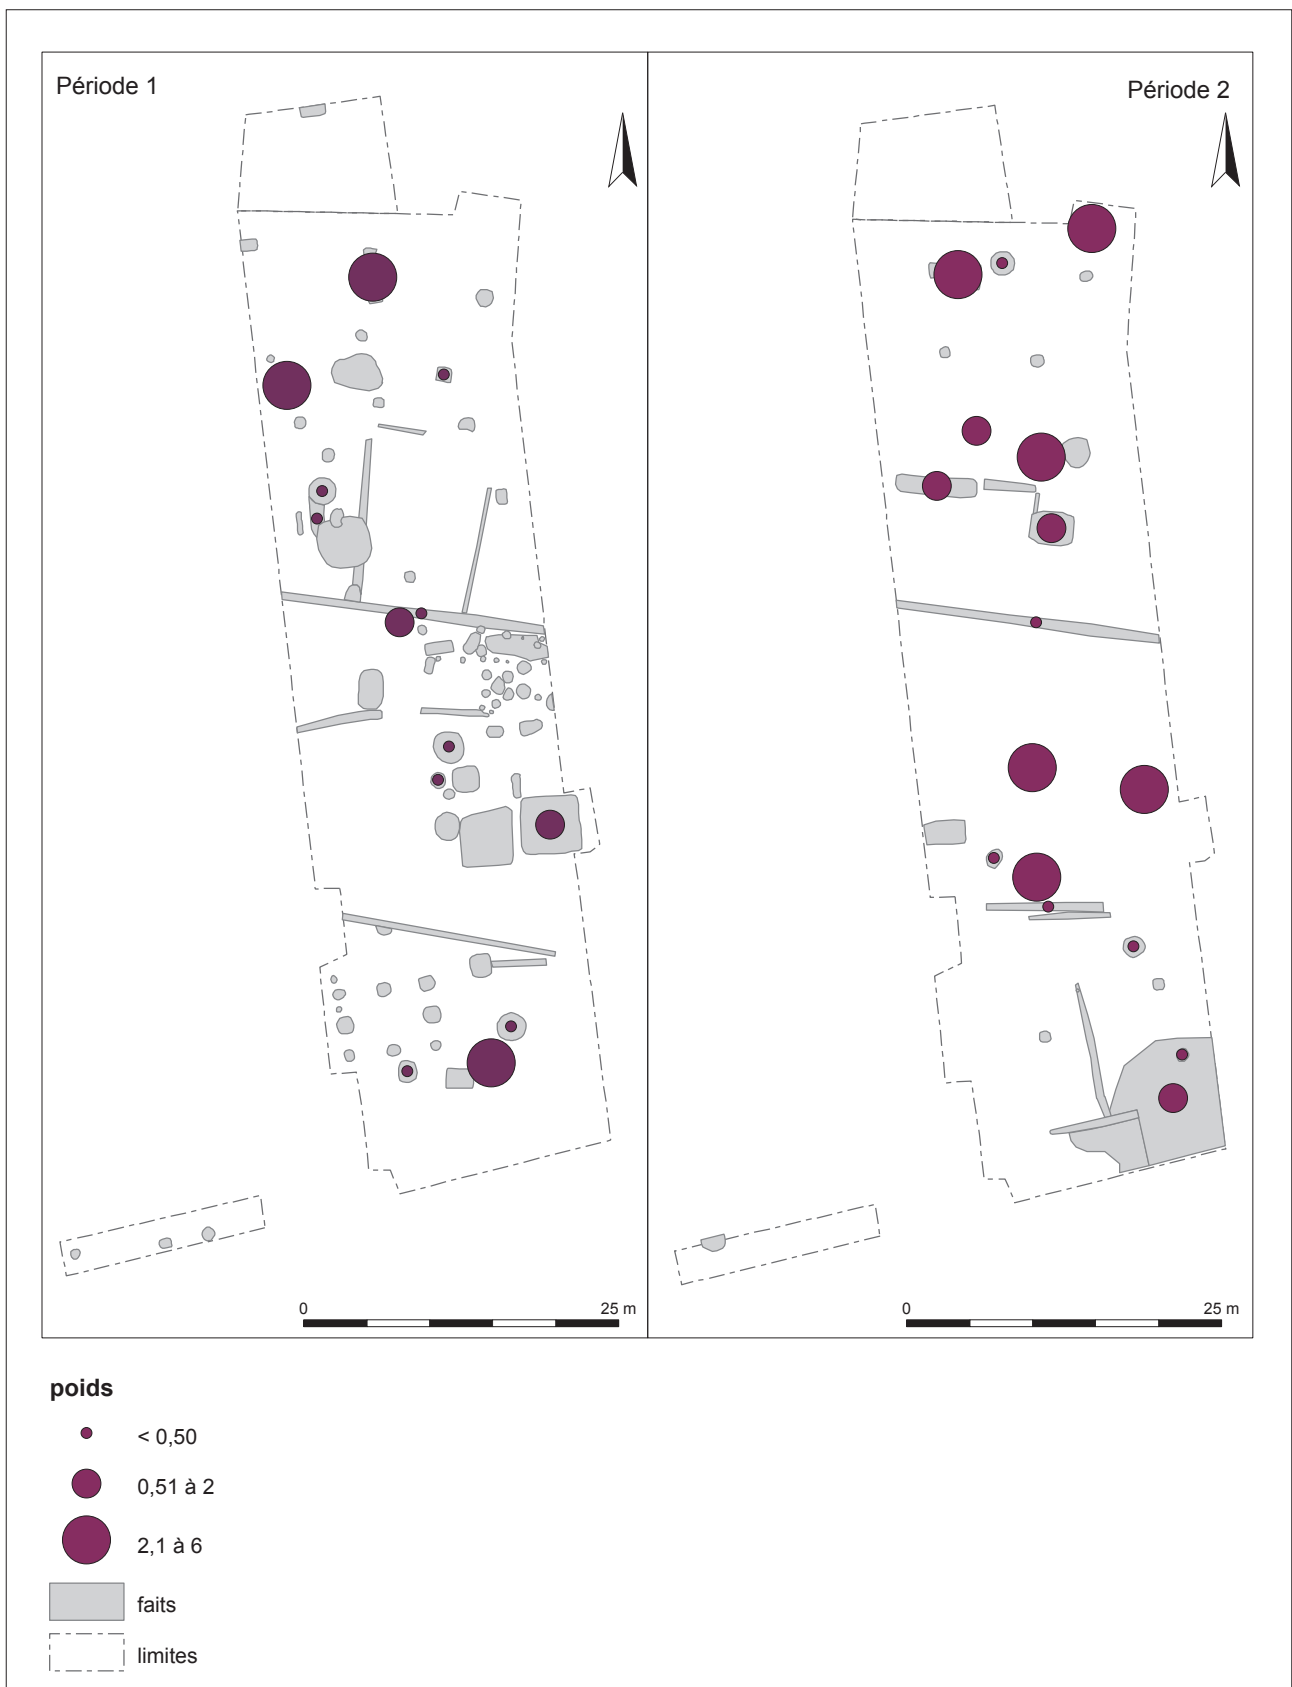 Période 1
Période 2
0 25 m
0 25 m
poids
< 0,50
0,51 à 2
2,1 à 6
faits
limites